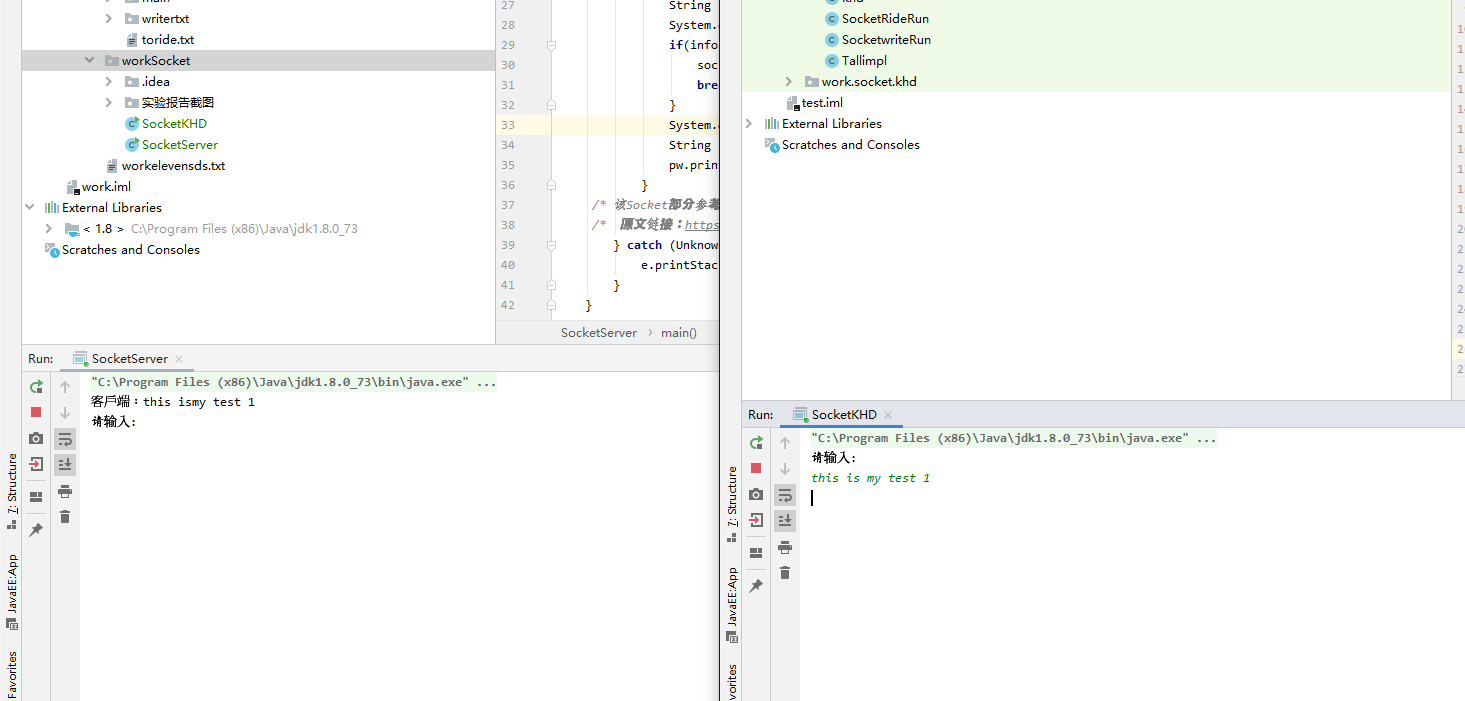 main
writertxt
toride.txt
workSocket
.idea
实验报告截图
SocketKHD
SocketServer
workelevensds.txt
work.iml
External Libraries
< 1.8 > C:\Program Files (x86)\Java\jdk1.8.0_73
Scratches and Consoles
27 String
28 System.
29 if(info
30 soc
31 bre
32 }
33 System.
34 String
35 pw.prin
36 }
37 /* 该Socket部分参考
38 /* 原文链接：https
39 } catch (Unknow
40 e.printStac
41 }
42 }
SocketServer > main()
Run: SocketServer
"C:\Program Files (x86)\Java\jdk1.8.0_73\bin\java.exe" ...
客戶端：this ismy test 1
请输入:
7: Structure
JavaEE:App
Favorites
khd
SocketRideRun
SocketwriteRun
Tallimpl
work.socket.khd
test.iml
External Libraries
Scratches and Consoles
Run: SocketKHD
"C:\Program Files (x86)\Java\jdk1.8.0_73\bin\java.exe" ...
请输入:
this is my test 1
7: Structure
JavaEE:App
vorites